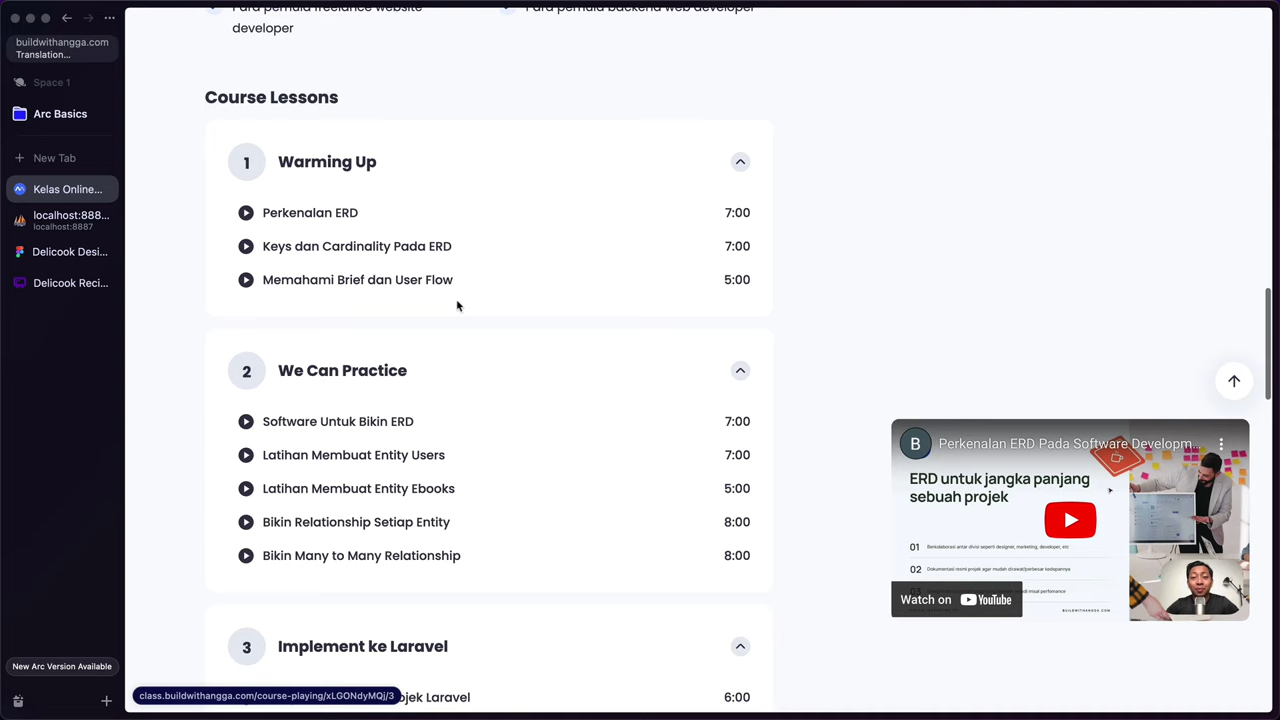 buildwithangga.com
Translation...
Space 1
Arc Basics
New Tab
Kelas Online...
localhost:888...
localhost:8887
Delicook Desi...
Delicook Reci...
New Arc Version Available
Para pemula freelance website
developer
Para pemula backend web developer
Course Lessons
1 Warming Up
Perkenalan ERD 7:00
Keys dan Cardinality Pada ERD 7:00
Memahami Brief dan User Flow 5:00
2 We Can Practice
Software Untuk Bikin ERD 7:00
Latihan Membuat Entity Users 7:00
Latihan Membuat Entity Ebooks 5:00
Bikin Relationship Setiap Entity 8:00
Bikin Many to Many Relationship 8:00
3 Implement ke Laravel
ojek Laravel 6:00
class.buildwithangga.com/course-playing/xLGONdyMQj/3
B Perkenalan ERD Pada Software Developm...
ERD untuk jangka panjang
sebuah projek
01 Berkolaborasi antar divisi seperti designer, marketing, developer, etc
02 Dokumentasi resmi projek agar mudah dirawat/perbesar kedepannya
03
Watch on YouTube
BUILDWITHANGGA.COM